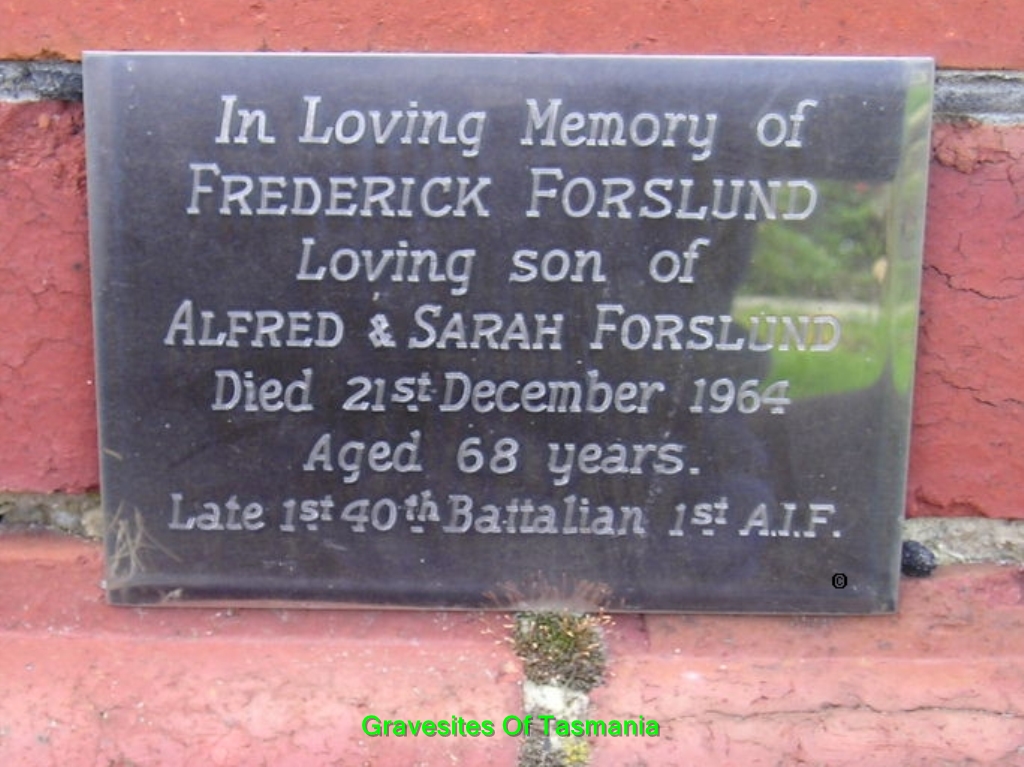 In Loving Memory of
FREDERICK FORSLUND
Loving son of
ALFRED & SARAH FORSLUND
Died 21st December 1964
Aged 68 years.
Late 1st 40th Battalian 1st A.I.F.
©
Gravesites Of Tasmania